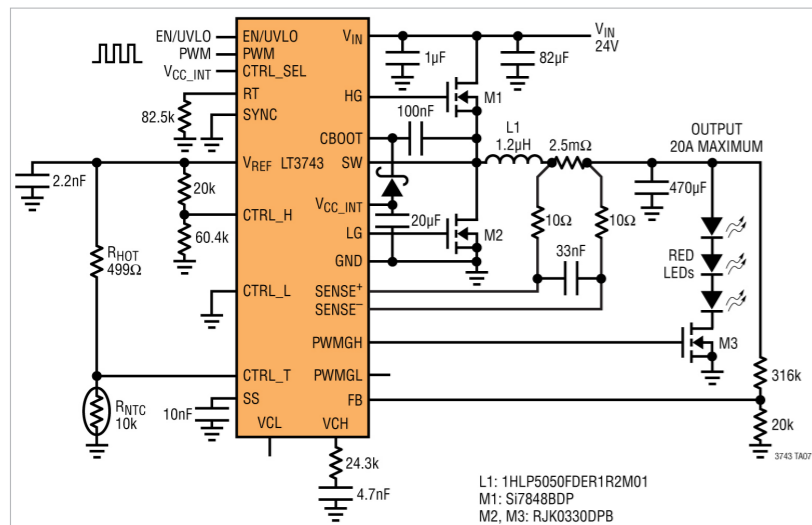 EN/UVLO
PWM
VCC_INT
EN/UVLO
PWM
CTRL_SEL
RT
SYNC
82.5k
VIN
1µF
82µF
VIN
24V
HG
M1
100nF
CBOOT
L1
1.2µH
2.5mΩ
OUTPUT
20A MAXIMUM
VREF
LT3743
SW
2.2nF
20k
CTRL_H
60.4k
VCC_INT
20µF
LG
M2
GND
10Ω
10Ω
33nF
470µF
RED
LEDs
RHOT
499Ω
CTRL_L
SENSE+
SENSE–
PWMGH
M3
CTRL_T
PWMGL
316k
RNTC
10k
SS
10nF
FB
20k
VCL
VCH
24.3k
4.7nF
3743 TA07
L1: 1HLP5050FDER1R2M01
M1: Si7848BDP
M2, M3: RJK0330DPB